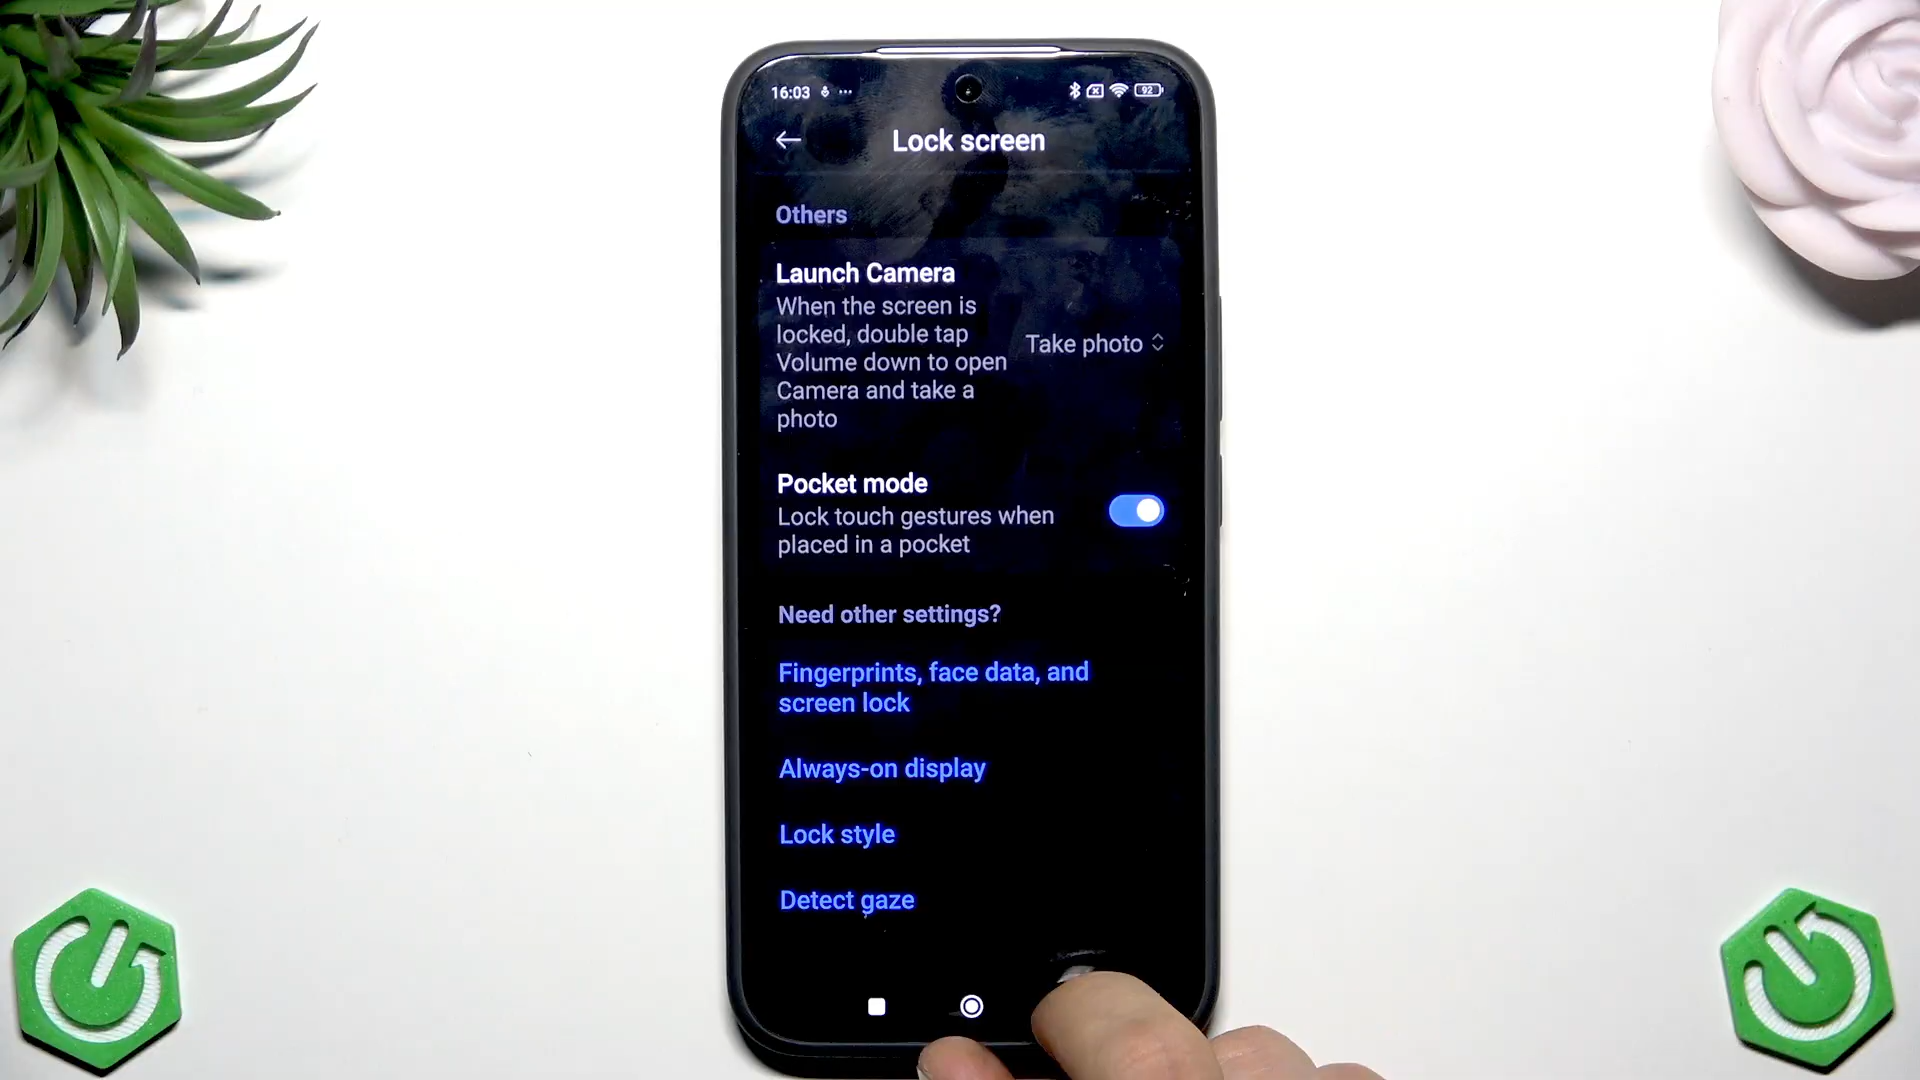 16:03
92
Lock screen
Others
Launch Camera
When the screen is
locked, double tap
Volume down to open
Camera and take a
photo
Take photo
Pocket mode
Lock touch gestures when
placed in a pocket
Need other settings?
Fingerprints, face data, and
screen lock
Always-on display
Lock style
Detect gaze